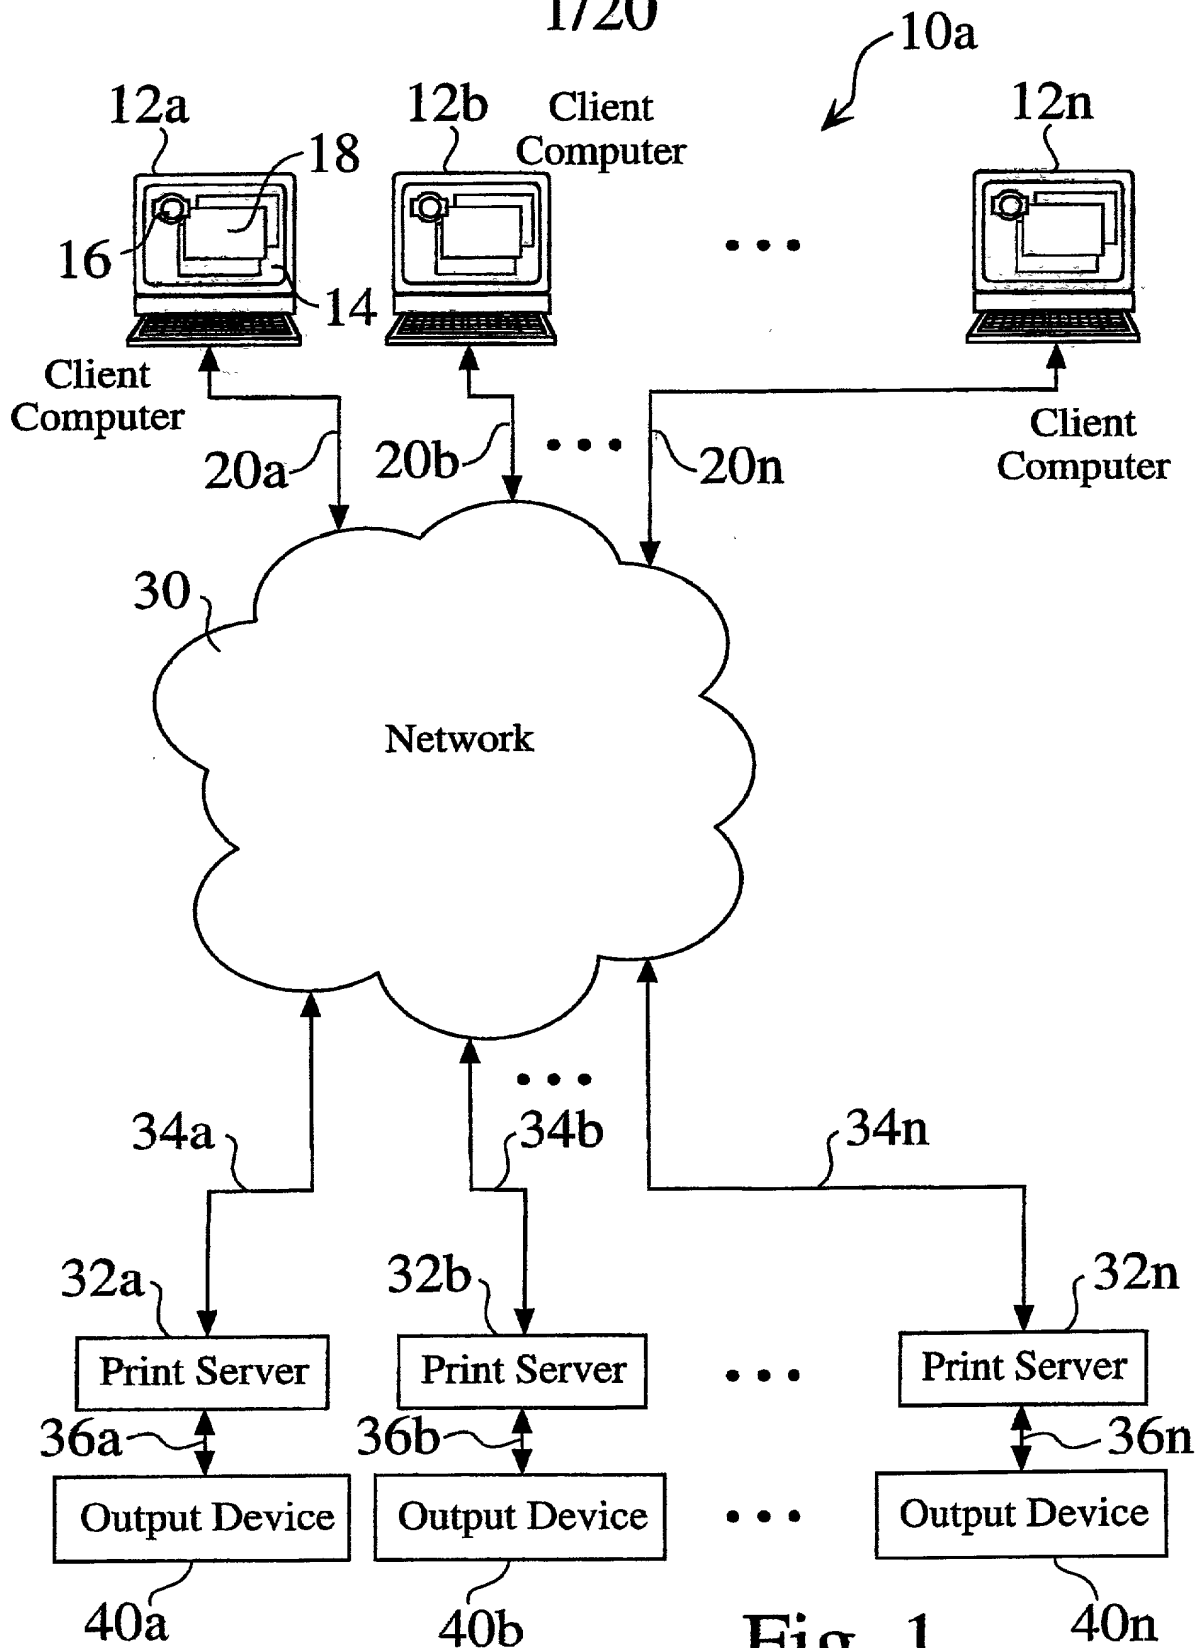 1/20
10a
12a
12b
Client
Computer
12n
18
16
14
Client
Computer
20a
20b
20n
Client
Computer
30
Network
34a
34b
34n
32a
32b
32n
Print Server
Print Server
Print Server
36a
36b
36n
Output Device
Output Device
Output Device
40a
40b
40n
Fig. 1